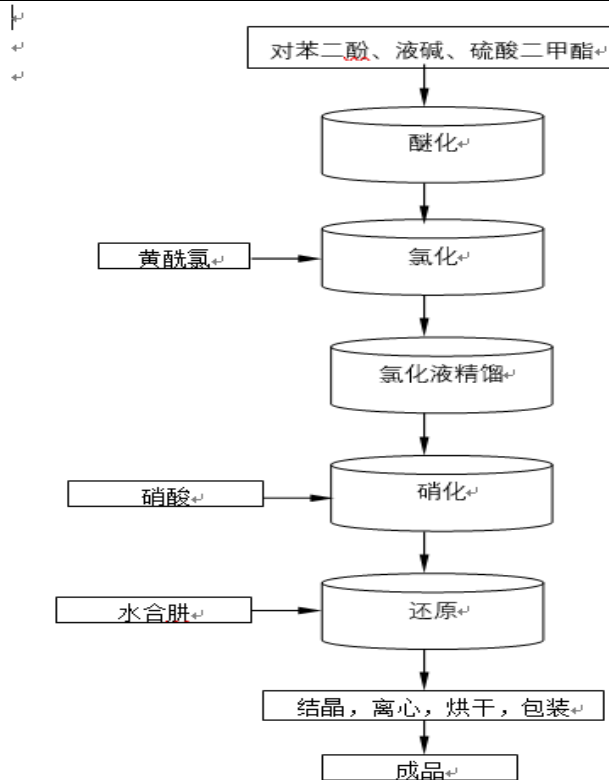 对苯二酚、液碱、硫酸二甲酯
醚化
黄酰氯
氯化
氯化液精馏
硝酸
硝化
水合肼
还原
结晶，离心，烘干，包装
成品